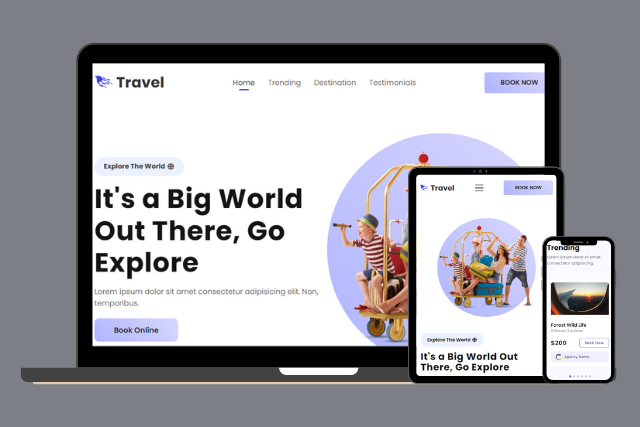 Travel
Home Trending Destination Testimonials
BOOK NOW
Explore The World
It's a Big World
Out There, Go
Explore
Lorem ipsum dolor sit amet consectetur adipisicing elit. Non,
temporibus.
Book Online
Travel
BOOK NOW
Explore The World
It's a Big World Out
There, Go Explore
Trending
Lorem ipsum dolor sit amet
consectetur adipisicing.
Forest Wild Life
$200
Book Now
Agency Name